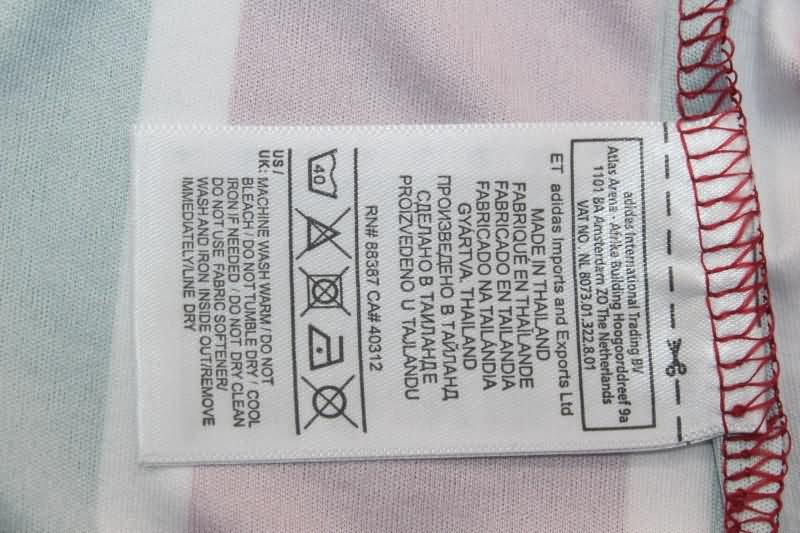 adidas International Trading BV
Atlas Arena - Afrika Building Hoogoorddreef 9a
1101 BA Amsterdam ZO The Netherlands
VAT NO. NL 8073.01.322.8.01
ET adidas Imports and Exports Ltd
MADE IN THAILAND
FABRIQUÉ EN THAÏLANDE
FABRICADO EN TAILANDIA
FABRICADO NA TAILÂNDIA
GYÁRTVA, THAILAND
ПРОИЗВЕДЕНО В ТАЙЛАНД
СДЕЛАНО В ТАИЛАНДЕ
PROIZVEDENO U TAJLANDU
RN# 88387 CA# 40312
40
US /
UK: MACHINE WASH WARM / DO NOT
BLEACH / DO NOT TUMBLE DRY / COOL
IRON IF NEEDED / DO NOT DRY CLEAN
DO NOT USE FABRIC SOFTENER/
WASH AND IRON INSIDE OUT/REMOVE
IMMEDIATELY/LINE DRY